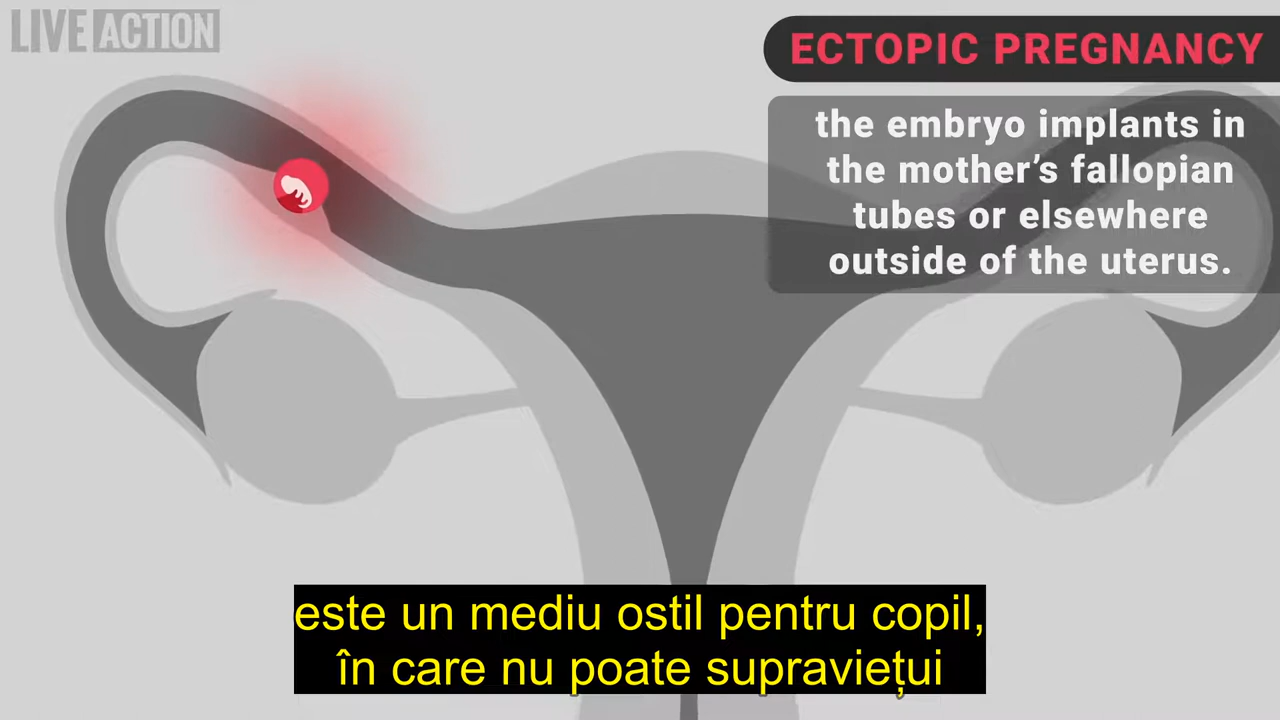 LIVE ACTION
ECTOPIC PREGNANCY
the embryo implants in
the mother’s fallopian
tubes or elsewhere
outside of the uterus.
este un mediu ostil pentru copil,
în care nu poate supraviețui